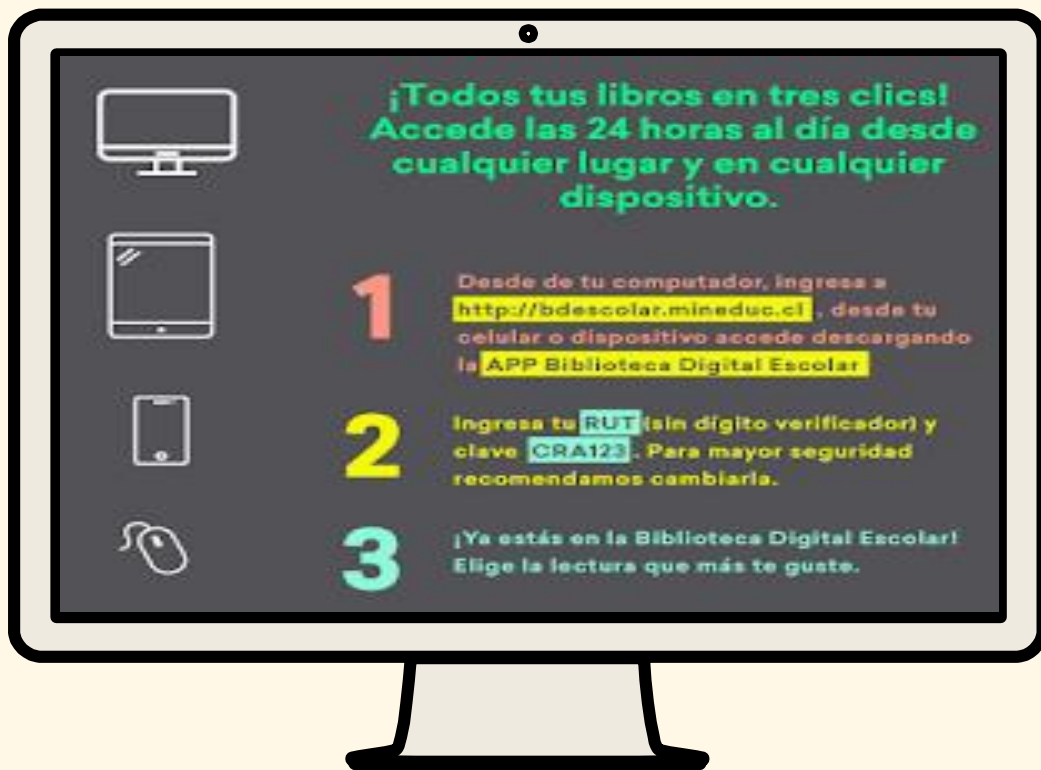 ¡Todos tus libros en tres clics!
Accede las 24 horas al día desde
cualquier lugar y en cualquier
dispositivo.
1
Desde de tu computador, ingresa a
http://bdescolar.mineduc.cl , desde tu
celular o dispositivo accede descargando
la APP Biblioteca Digital Escolar
2
Ingresa tu RUT (sin dígito verificador) y
clave CRA123 . Para mayor seguridad
recomendamos cambiarla.
3
¡Ya estás en la Biblioteca Digital Escolar!
Elige la lectura que más te guste.